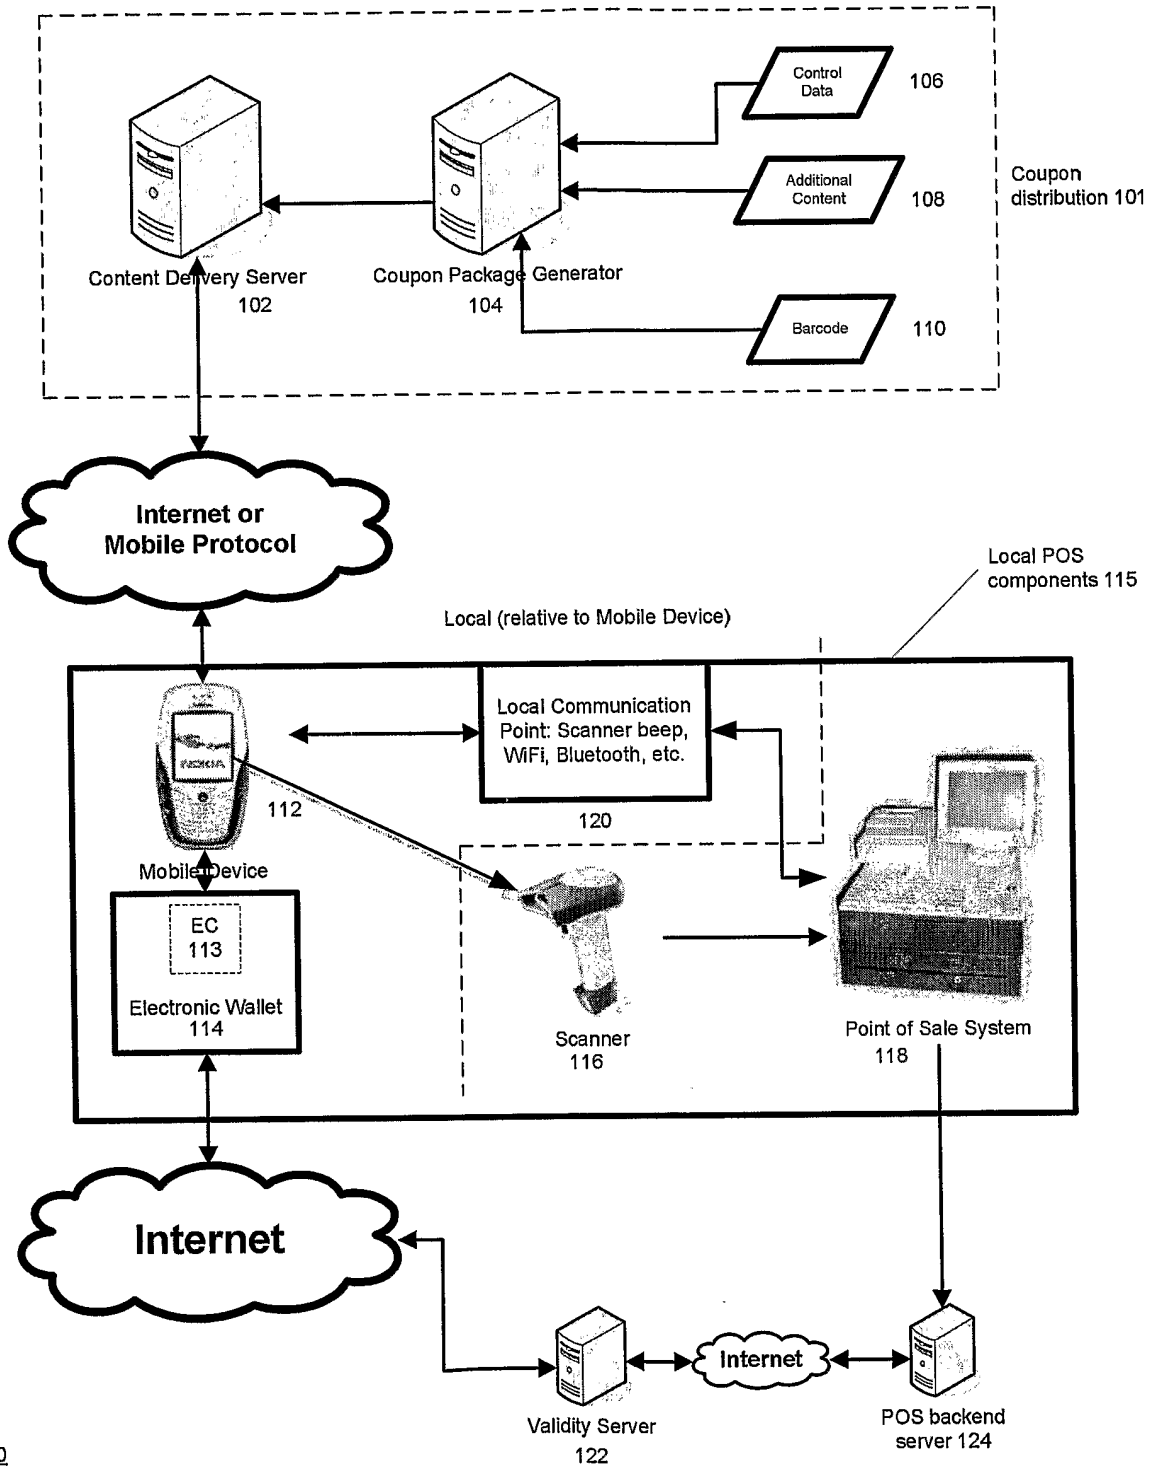 Control
Data
106
Additional
Content
108
Coupon
distribution 101
Content Delivery Server
102
Coupon Package Generator
104
Barcode
110
Internet or
Mobile Protocol
Local POS
components 115
Local (relative to Mobile Device)
Local Communication
Point: Scanner beep,
WiFi, Bluetooth, etc.
NOKIA
112
120
Mobile Device
EC
113
Electronic Wallet
114
Scanner
116
Point of Sale System
118
Internet
Internet
Validity Server
122
POS backend
server 124